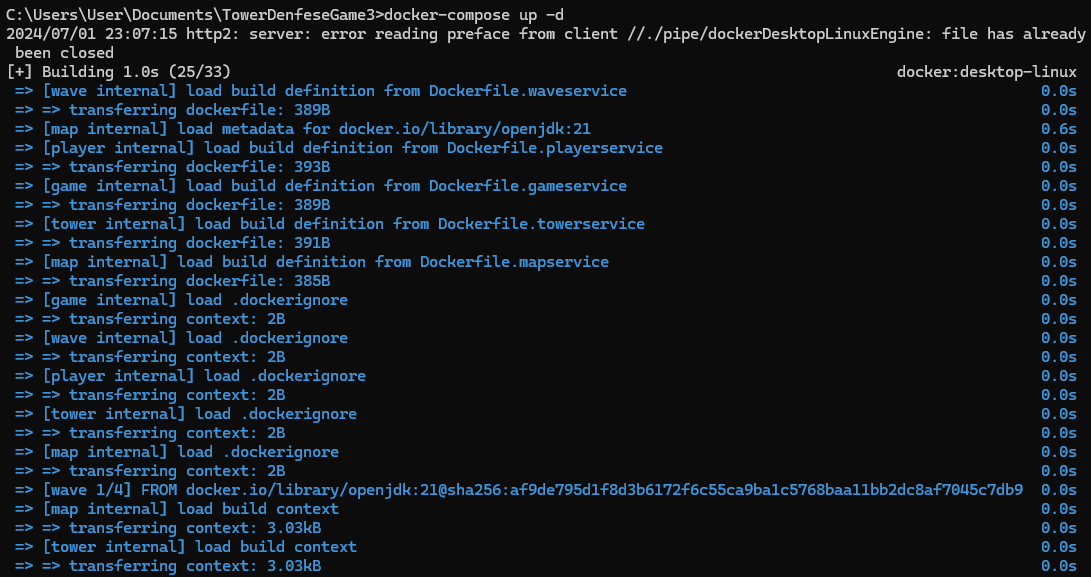 C:\Users\User\Documents\TowerDenfeseGame3>docker-compose up -d
2024/07/01 23:07:15 http2: server: error reading preface from client //./pipe/dockerDesktopLinuxEngine: file has already
been closed
[+] Building 1.0s (25/33) docker:desktop-linux
=> [wave internal] load build definition from Dockerfile.waveservice 0.0s
=> => transferring dockerfile: 389B 0.0s
=> [map internal] load metadata for docker.io/library/openjdk:21 0.6s
=> [player internal] load build definition from Dockerfile.playerservice 0.0s
=> => transferring dockerfile: 393B 0.0s
=> [game internal] load build definition from Dockerfile.gameservice 0.0s
=> => transferring dockerfile: 389B 0.0s
=> [tower internal] load build definition from Dockerfile.towerservice 0.0s
=> => transferring dockerfile: 391B 0.0s
=> [map internal] load build definition from Dockerfile.mapservice 0.0s
=> => transferring dockerfile: 385B 0.0s
=> [game internal] load .dockerignore 0.0s
=> => transferring context: 2B 0.0s
=> [wave internal] load .dockerignore 0.0s
=> => transferring context: 2B 0.0s
=> [player internal] load .dockerignore 0.0s
=> => transferring context: 2B 0.0s
=> [tower internal] load .dockerignore 0.0s
=> => transferring context: 2B 0.0s
=> [map internal] load .dockerignore 0.0s
=> => transferring context: 2B 0.0s
=> [wave 1/4] FROM docker.io/library/openjdk:21@sha256:af9de795d1f8d3b6172f6c55ca9ba1c5768baa11bb2dc8af7045c7db9 0.0s
=> [map internal] load build context 0.0s
=> => transferring context: 3.03kB 0.0s
=> [tower internal] load build context 0.0s
=> => transferring context: 3.03kB 0.0s